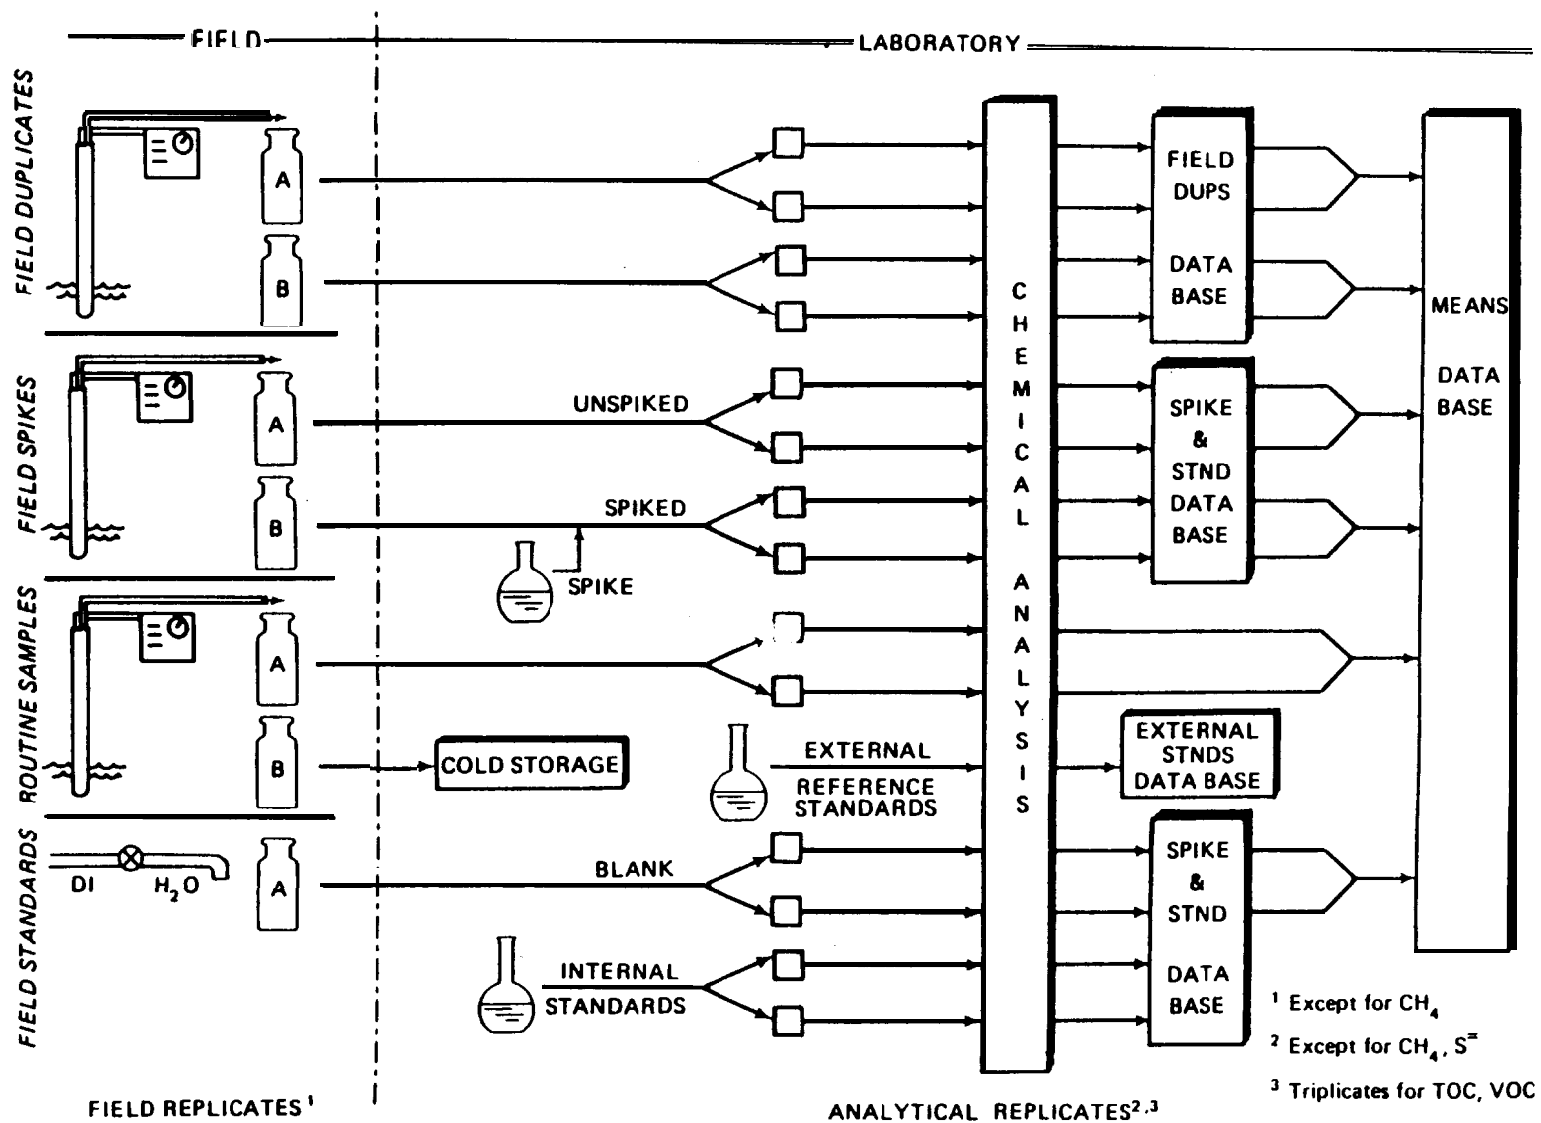 FIELD
LABORATORY
FIELD DUPLICATES
A
B
FIELD DUPS DATA BASE
FIELD SPIKES
A
UNSPIKED
B
SPIKED
SPIKE
SPIKE & STND DATA BASE
ROUTINE SAMPLES
A
B
COLD STORAGE
EXTERNAL
REFERENCE
STANDARDS
EXTERNAL
STNDS
DATA BASE
FIELD STANDARDS
DI H2O
A
BLANK
INTERNAL
STANDARDS
SPIKE
&
STND
DATA
BASE
CHEMICAL ANALYSIS
MEANS
DATA
BASE
1 Except for CH4
2 Except for CH4, S=
3 Triplicates for TOC, VOC
FIELD REPLICATES1
ANALYTICAL REPLICATES2,3